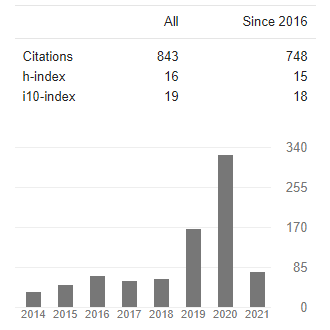 All Since 2016
Citations 843 748
h-index 16 15
i10-index 19 18
340
255
170
85
0
2014 2015 2016 2017 2018 2019 2020 2021